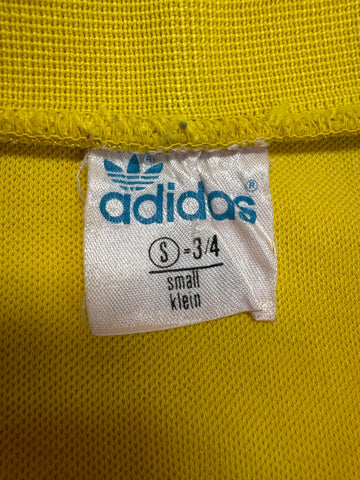 ®
adidas®
S = 3/4
small
klein